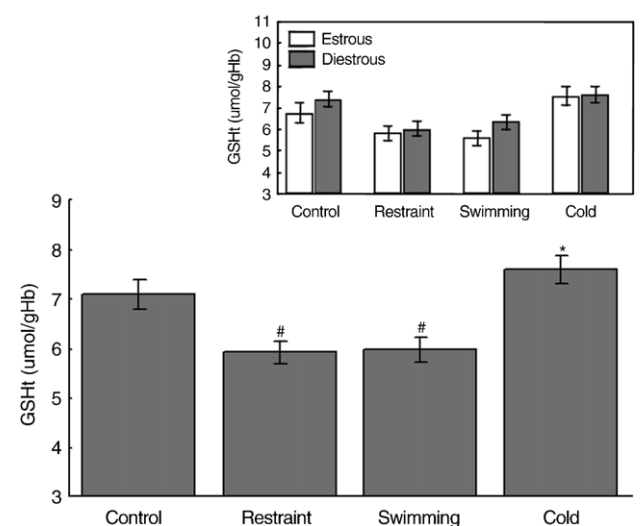 11
10
9
8
7
6
5
4
3
GSHt (umol/gHb)
Estrous
Diestrous
Control Restraint Swimming Cold
9
8
7
6
5
4
3
GSHt (umol/gHb)
# # *
Control Restraint Swimming Cold